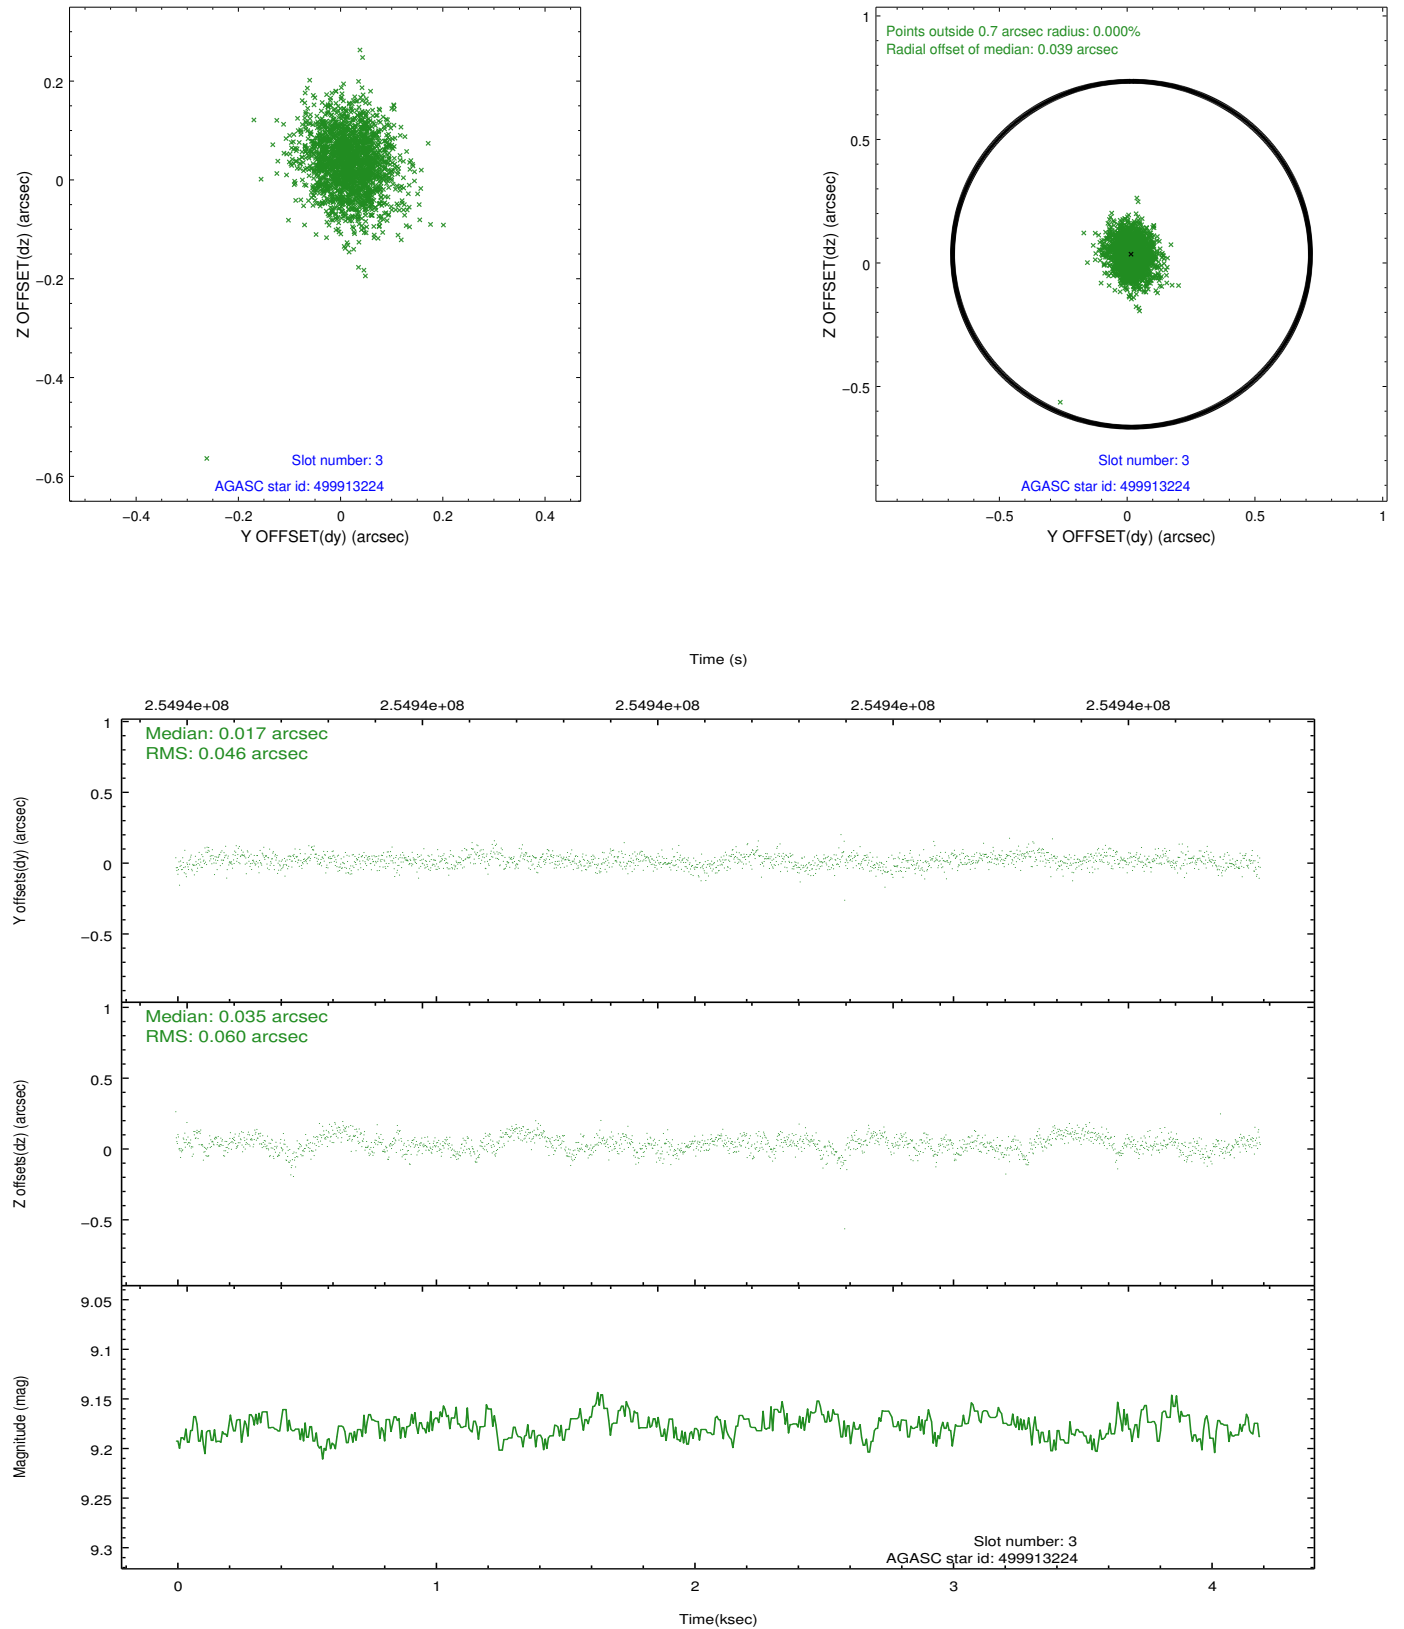 0.2
0
−0.2
−0.4
−0.6
Z OFFSET(dz) (arcsec)
Slot number: 3
AGASC star id: 499913224
−0.4
−0.2
0
0.2
0.4
Y OFFSET(dy) (arcsec)
1
0.5
0
−0.5
Z OFFSET(dz) (arcsec)
Points outside 0.7 arcsec radius: 0.000%
Radial offset of median: 0.039 arcsec
Slot number: 3
AGASC star id: 499913224
−0.5
0
0.5
1
Y OFFSET(dy) (arcsec)
Time (s)
2.5494e+08
2.5494e+08
2.5494e+08
2.5494e+08
2.5494e+08
1
0.5
0
−0.5
Y offsets(dy) (arcsec)
Median: 0.017 arcsec
RMS: 0.046 arcsec
1
0.5
0
−0.5
Z offsets(dz) (arcsec)
Median: 0.035 arcsec
RMS: 0.060 arcsec
9.05
9.1
9.15
9.2
9.25
9.3
Magnitude (mag)
Slot number: 3
AGASC star id: 499913224
0
1
2
3
4
Time(ksec)